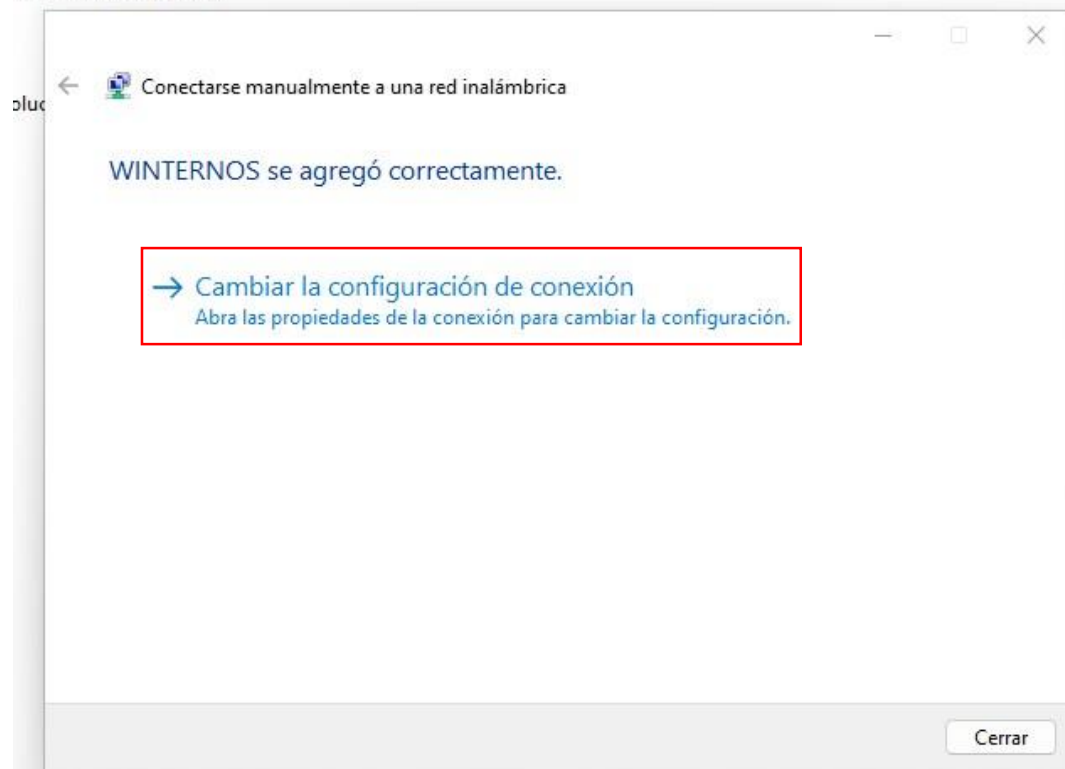 Conectarse manualmente a una red inalámbrica
WINTERNOS se agregó correctamente.
Cambiar la configuración de conexión
Abra las propiedades de la conexión para cambiar la configuración.
Cerrar